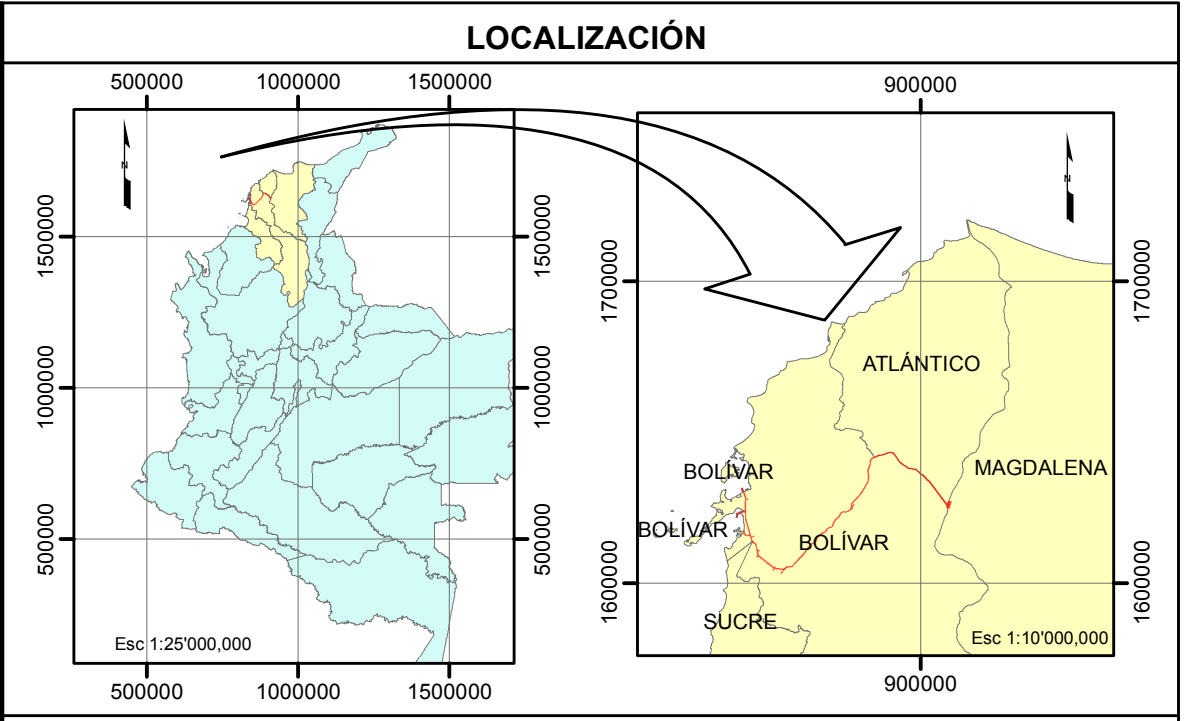 LOCALIZACIÓN
500000 1000000 1500000
N
1500000 1500000
1000000 1000000
500000 500000
Esc 1:25'000,000
500000 1000000 1500000
900000
N
1700000 1700000
ATLÁNTICO
MAGDALENA
BOLÍVAR
BOLÍVAR
BOLÍVAR
1600000 1600000
SUCRE
Esc 1:10'000,000
900000